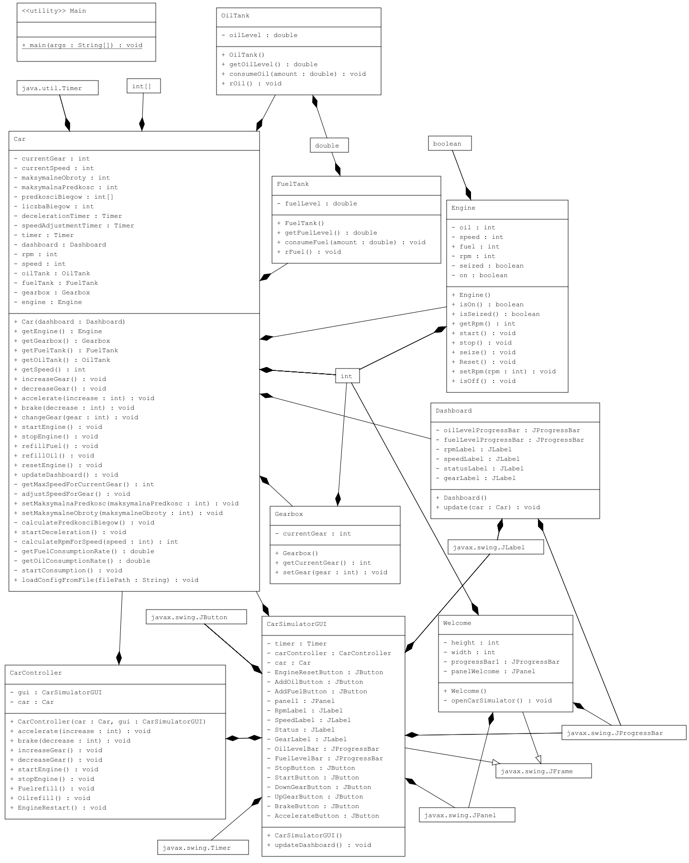 <<utility>> Main
+ main(args : String[]) : void
OilTank
- oilLevel : double
+ OilTank()
+ getOilLevel() : double
+ consumeOil(amount : double) : void
+ rOil() : void
java.util.Timer
int[]
double
boolean
Car
- currentGear : int
- currentSpeed : int
- maksymalneObroty : int
- maksymalnaPredkosc : int
- predkosciBiegow : int[]
- liczbaBiegow : int
- decelerationTimer : Timer
- speedAdjustmentTimer : Timer
- timer : Timer
- dashboard : Dashboard
- rpm : int
- speed : int
- oilTank : OilTank
- fuelTank : FuelTank
- gearbox : Gearbox
- engine : Engine
+ Car(dashboard : Dashboard)
+ getEngine() : Engine
+ getGearbox() : Gearbox
+ getFuelTank() : FuelTank
+ getOilTank() : OilTank
+ getSpeed() : int
+ increaseGear() : void
+ decreaseGear() : void
+ accelerate(increase : int) : void
+ brake(decrease : int) : void
+ changeGear(gear : int) : void
+ startEngine() : void
+ stopEngine() : void
+ refillFuel() : void
+ refillOil() : void
+ resetEngine() : void
+ updateDashboard() : void
- getMaxSpeedForCurrentGear() : int
- adjustSpeedForGear() : void
+ setMaksymalnaPredkosc(maksymalnaPredkosc : int) : void
+ setMaksymalneObroty(maksymalneObroty : int) : void
- calculatePredkosciBiegow() : void
+ startDeceleration() : void
- calculateRpmForSpeed(speed : int) : int
- getFuelConsumptionRate() : double
- getOilConsumptionRate() : double
- startConsumption() : void
+ loadConfigFromFile(filePath : String) : void
FuelTank
- fuelLevel : double
+ FuelTank()
+ getFuelLevel() : double
+ consumeFuel(amount : double) : void
+ rFuel() : void
Engine
- oil : int
- speed : int
+ fuel : int
- rpm : int
- seized : boolean
- on : boolean
+ Engine()
+ isOn() : boolean
+ isSeized() : boolean
+ getRpm() : int
+ start() : void
+ stop() : void
+ seize() : void
+ Reset() : void
+ setRpm(rpm : int) : void
+ isOff() : void
int
Dashboard
- oilLevelProgressBar : JProgressBar
- fuelLevelProgressBar : JProgressBar
- rpmLabel : JLabel
- speedLabel : JLabel
- statusLabel : JLabel
- gearLabel : JLabel
+ Dashboard()
+ update(car : Car) : void
Gearbox
- currentGear : int
+ Gearbox()
+ getCurrentGear() : int
+ setGear(gear : int) : void
javax.swing.JLabel
javax.swing.JButton
CarSimulatorGUI
- timer : Timer
- carController : CarController
- car : Car
- EngineResetButton : JButton
- AddOilButton : JButton
- AddFuelButton : JButton
- panel1 : JPanel
- RpmLabel : JLabel
- SpeedLabel : JLabel
- Status : JLabel
- GearLabel : JLabel
- OilLevelBar : JProgressBar
- FuelLevelBar : JProgressBar
- StopButton : JButton
- StartButton : JButton
- DownGearButton : JButton
- UpGearButton : JButton
- BrakeButton : JButton
- AccelerateButton : JButton
+ CarSimulatorGUI()
+ updateDashboard() : void
Welcome
- height : int
- width : int
- progressBar1 : JProgressBar
- panelWelcome : JPanel
+ Welcome()
- openCarSimulator() : void
CarController
- gui : CarSimulatorGUI
- car : Car
+ CarController(car : Car, gui : CarSimulatorGUI)
+ accelerate(increase : int) : void
+ brake(decrease : int) : void
+ increaseGear() : void
+ decreaseGear() : void
+ startEngine() : void
+ stopEngine() : void
+ Fuelrefill() : void
+ Oilrefill() : void
+ EngineRestart() : void
javax.swing.JProgressBar
javax.swing.JFrame
javax.swing.JPanel
javax.swing.Timer